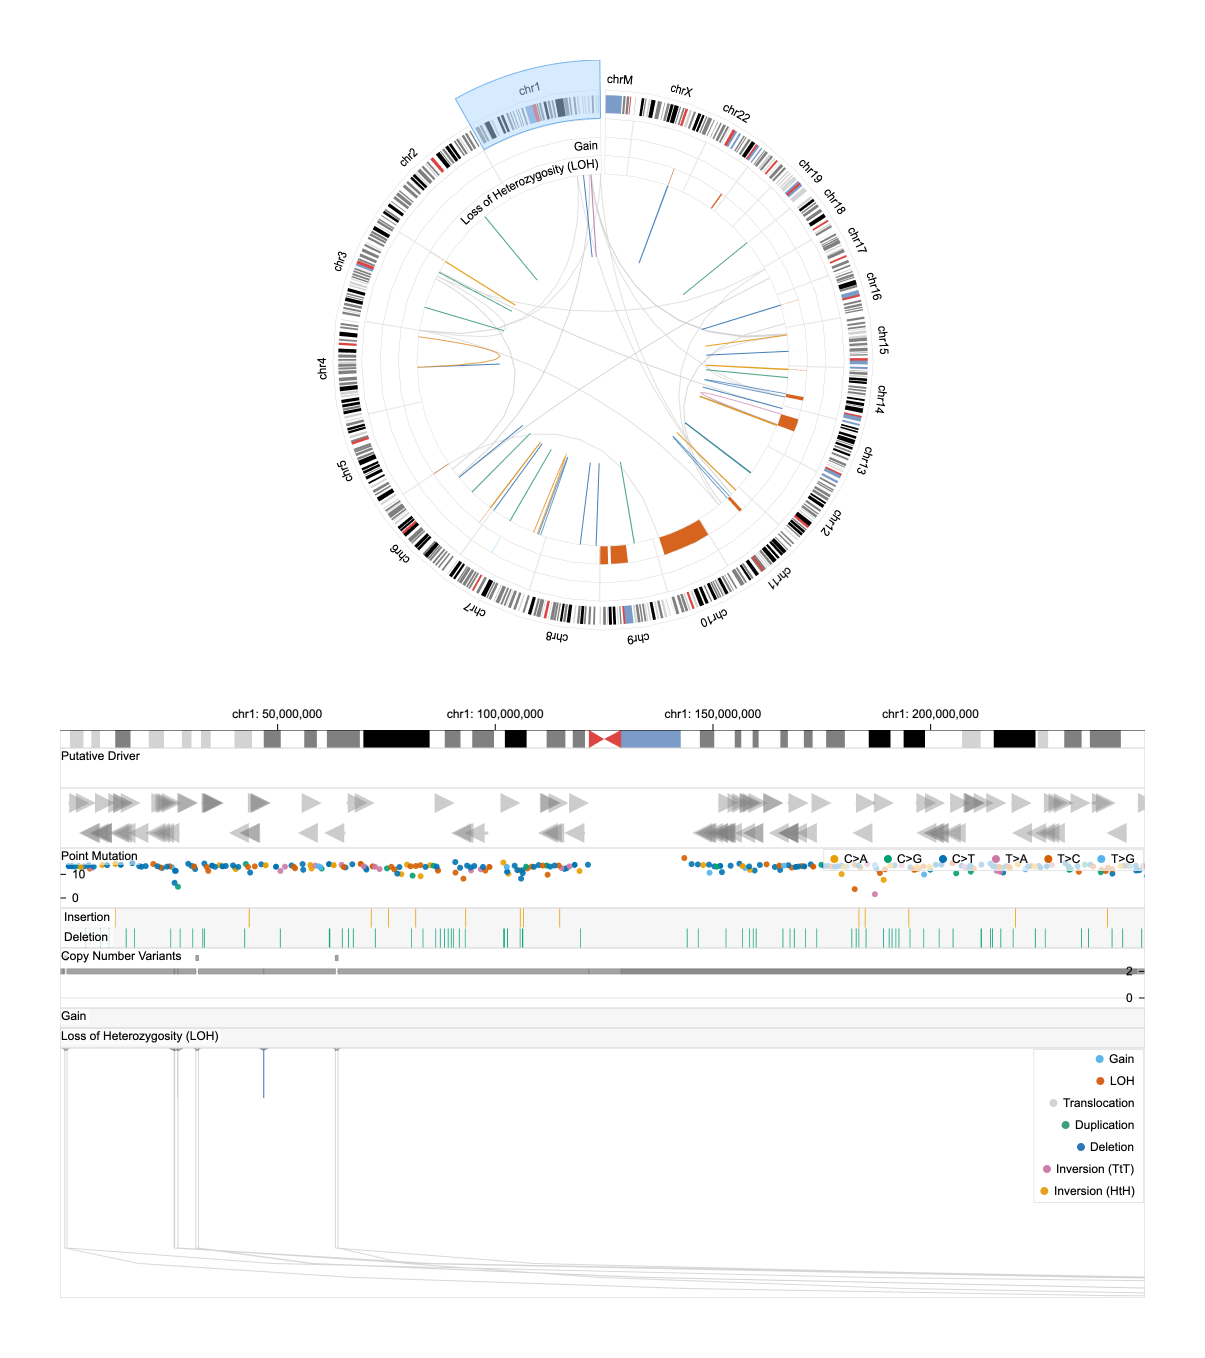 chrM
chr1
chrX
chr22
Gain
chr2
Loss of Heterozygosity (LOH)
chr19
chr18
chr17
chr3
chr16
chr15
chr4
chr14
chr5
chr13
chr12
chr6
chr11
chr7
chr10
chr8
chr9
chr1: 50,000,000
chr1: 100,000,000
chr1: 150,000,000
chr1: 200,000,000
Putative Driver
Point Mutation
C>A
C>G
C>T
T>A
T>C
T>G
10
0
Insertion
Deletion
Copy Number Variants
2
0
Gain
Loss of Heterozygosity (LOH)
Gain
LOH
Translocation
Duplication
Deletion
Inversion (TtT)
Inversion (HtH)